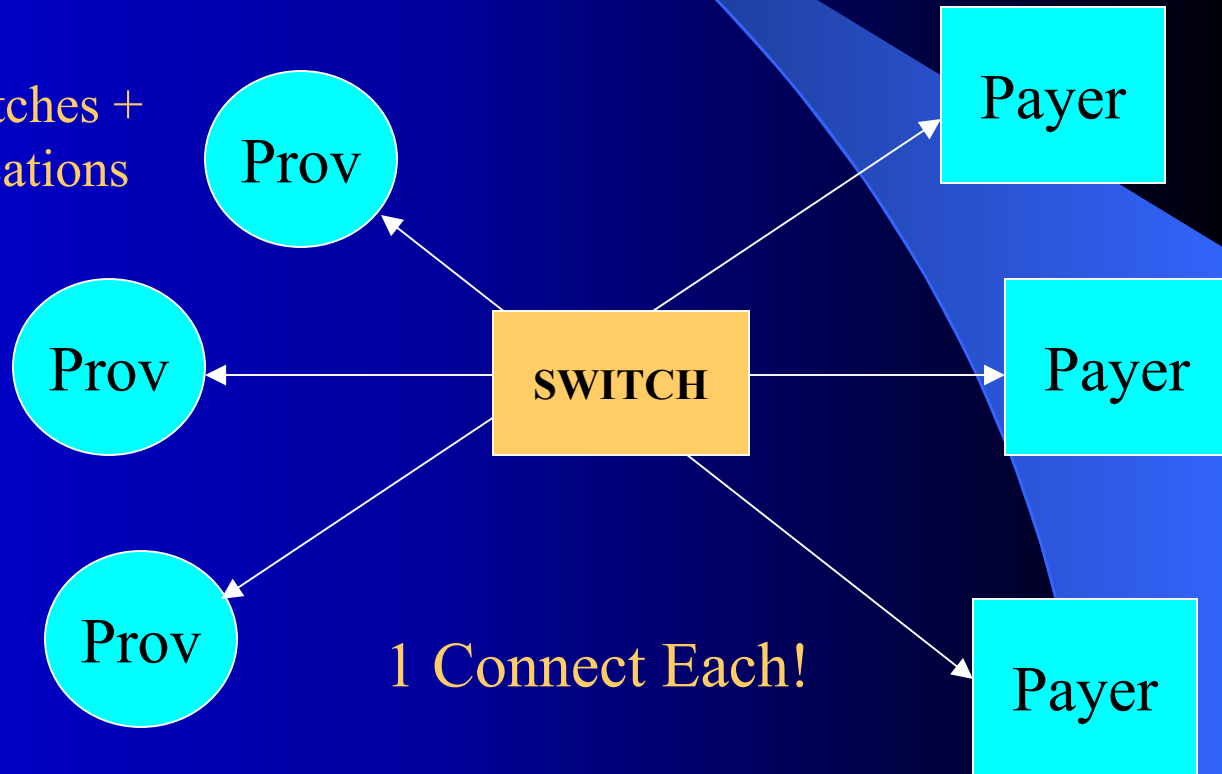 tches +
ations
Prov
Payer
Prov
SWITCH
Payer
Prov
1 Connect Each!
Payer